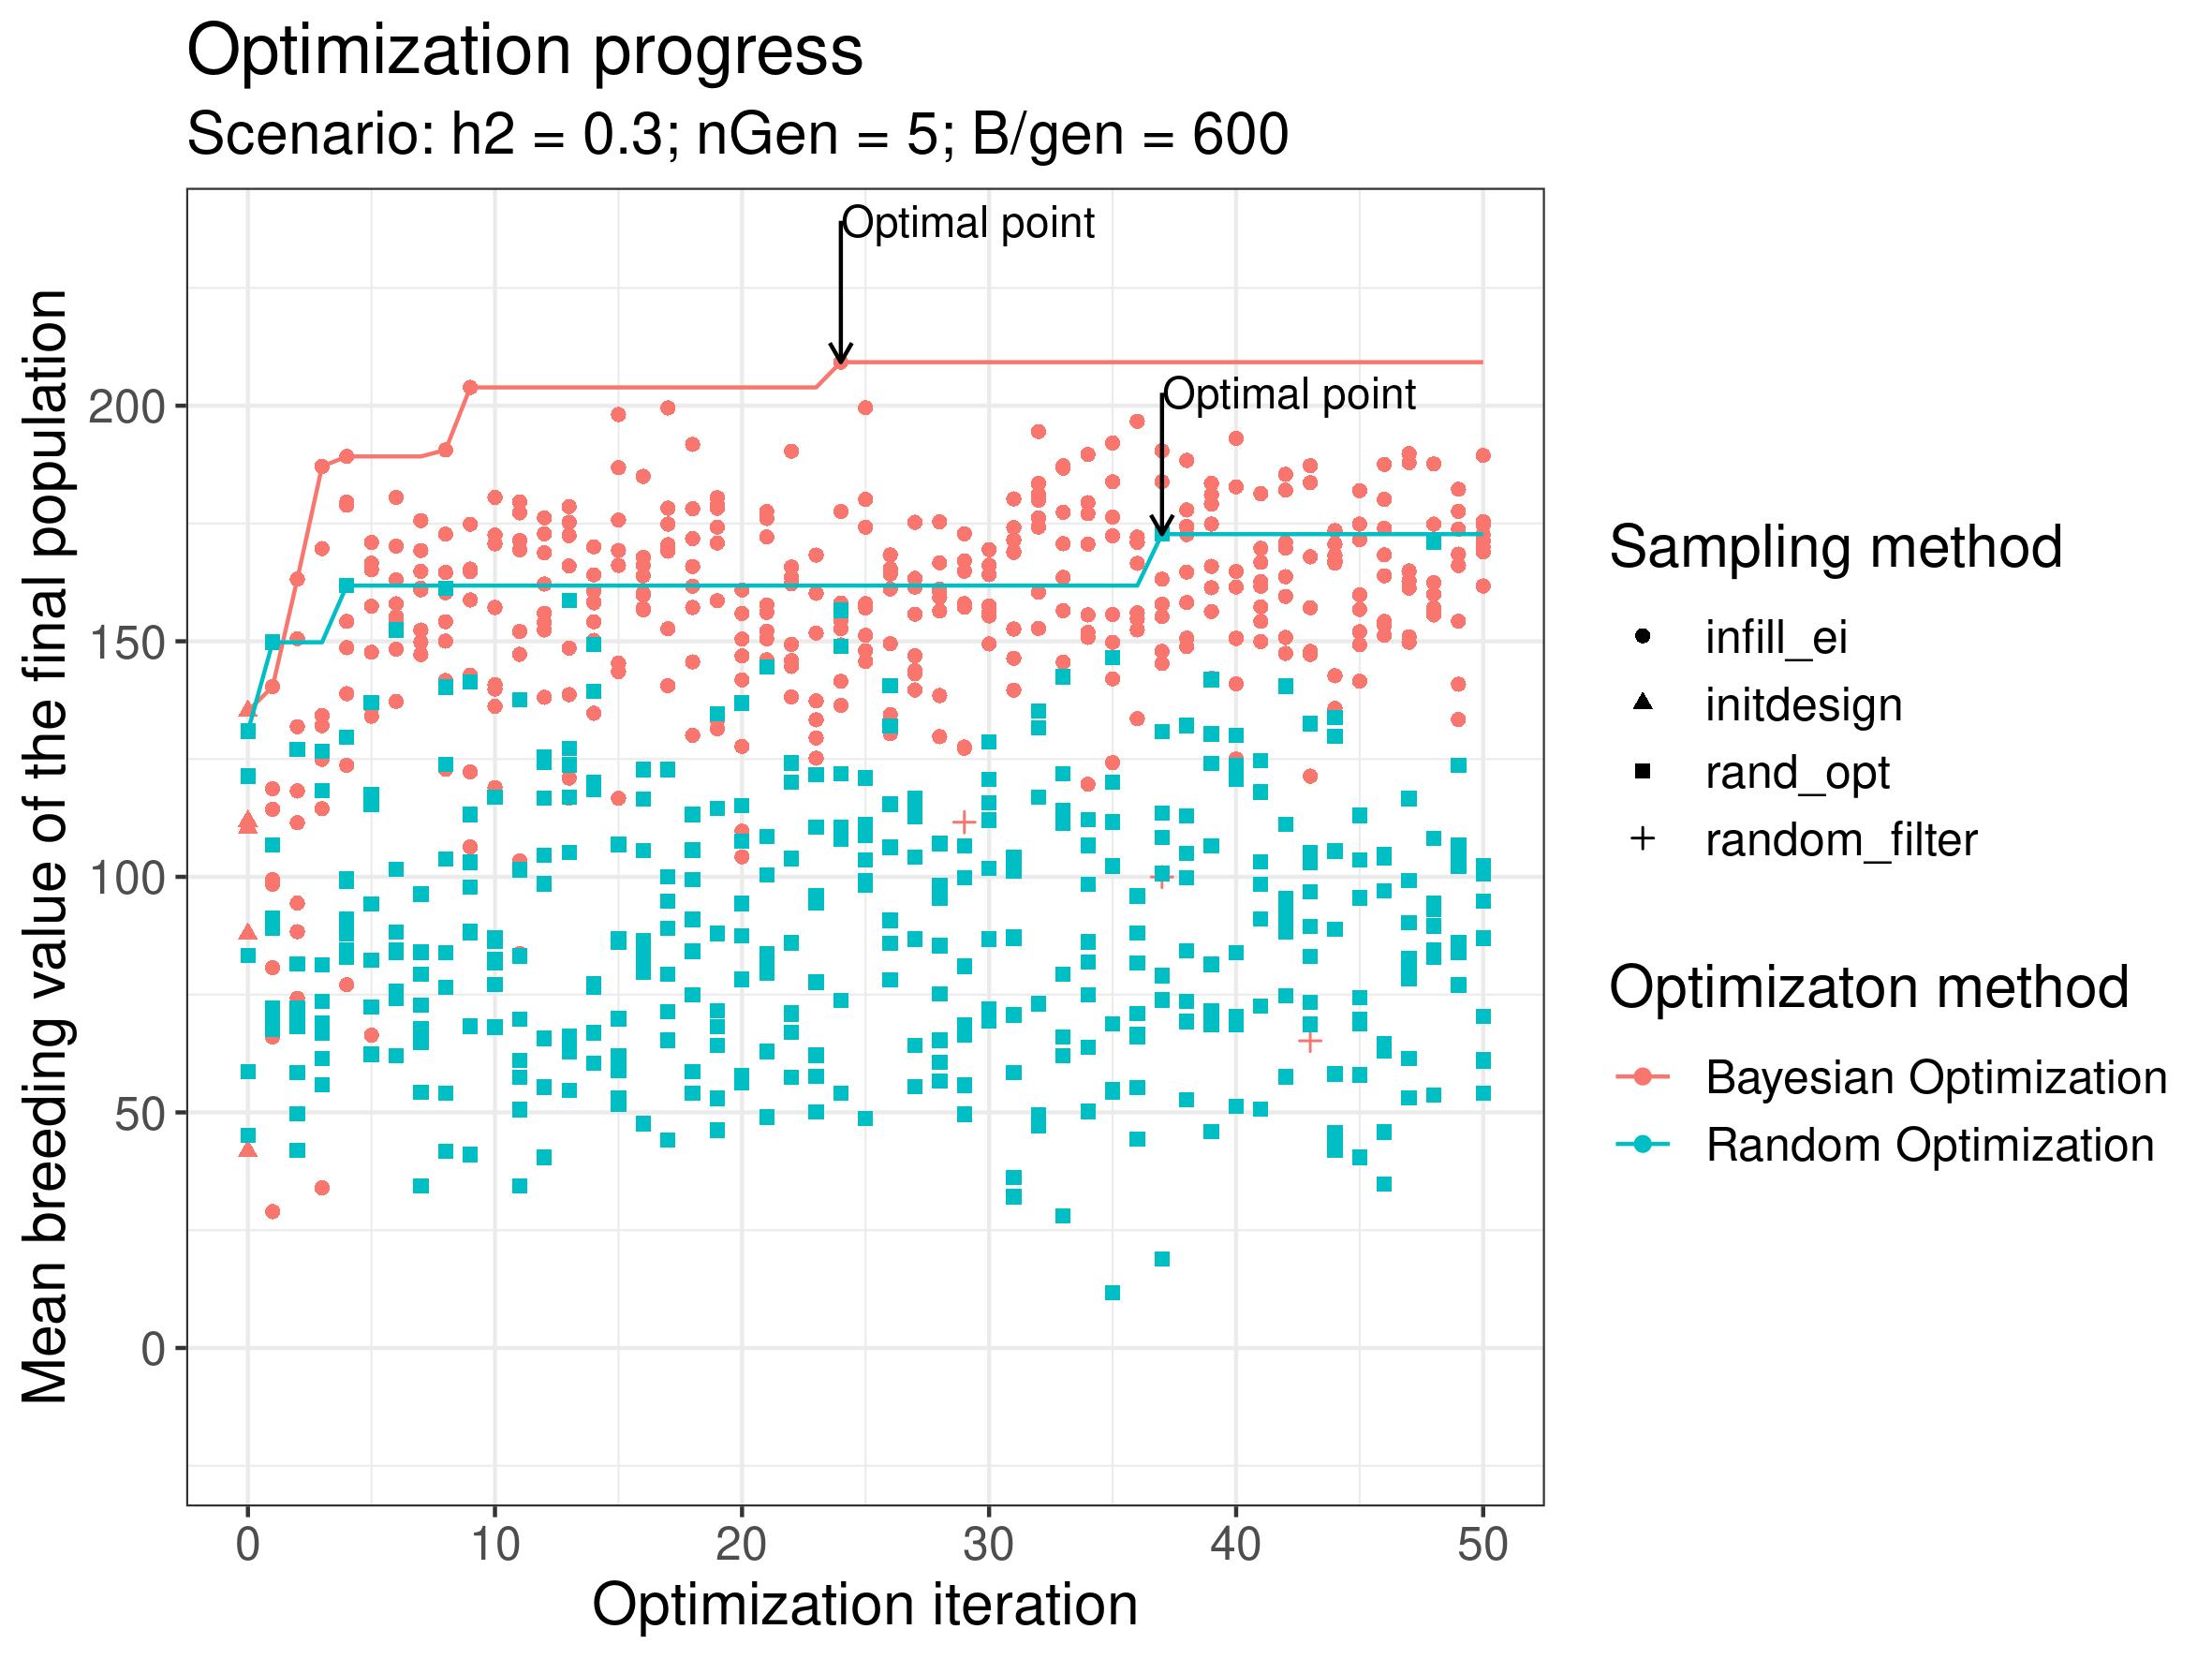 Optimization progress
Scenario: h2 = 0.3; nGen = 5; B/gen = 600
Mean breeding value of the final population
200
150
100
50
0
Optimal point
Optimal point
0 10 20 30 40 50
Optimization iteration
Sampling method
infill_ei
initdesign
rand_opt
random_filter
Optimizaton method
Bayesian Optimization
Random Optimization